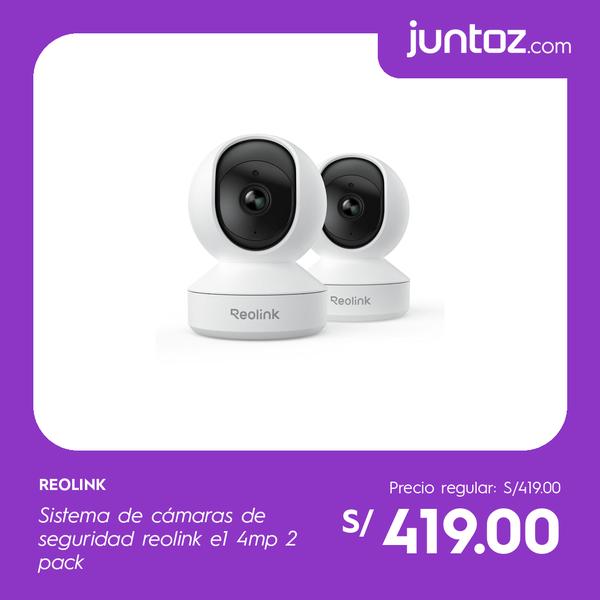 juntoz.com
Reolink
Reolink
REOLINK
Sistema de cámaras de
seguridad reolink e1 4mp 2
pack
Precio regular: S/419.00
S/ 419.00